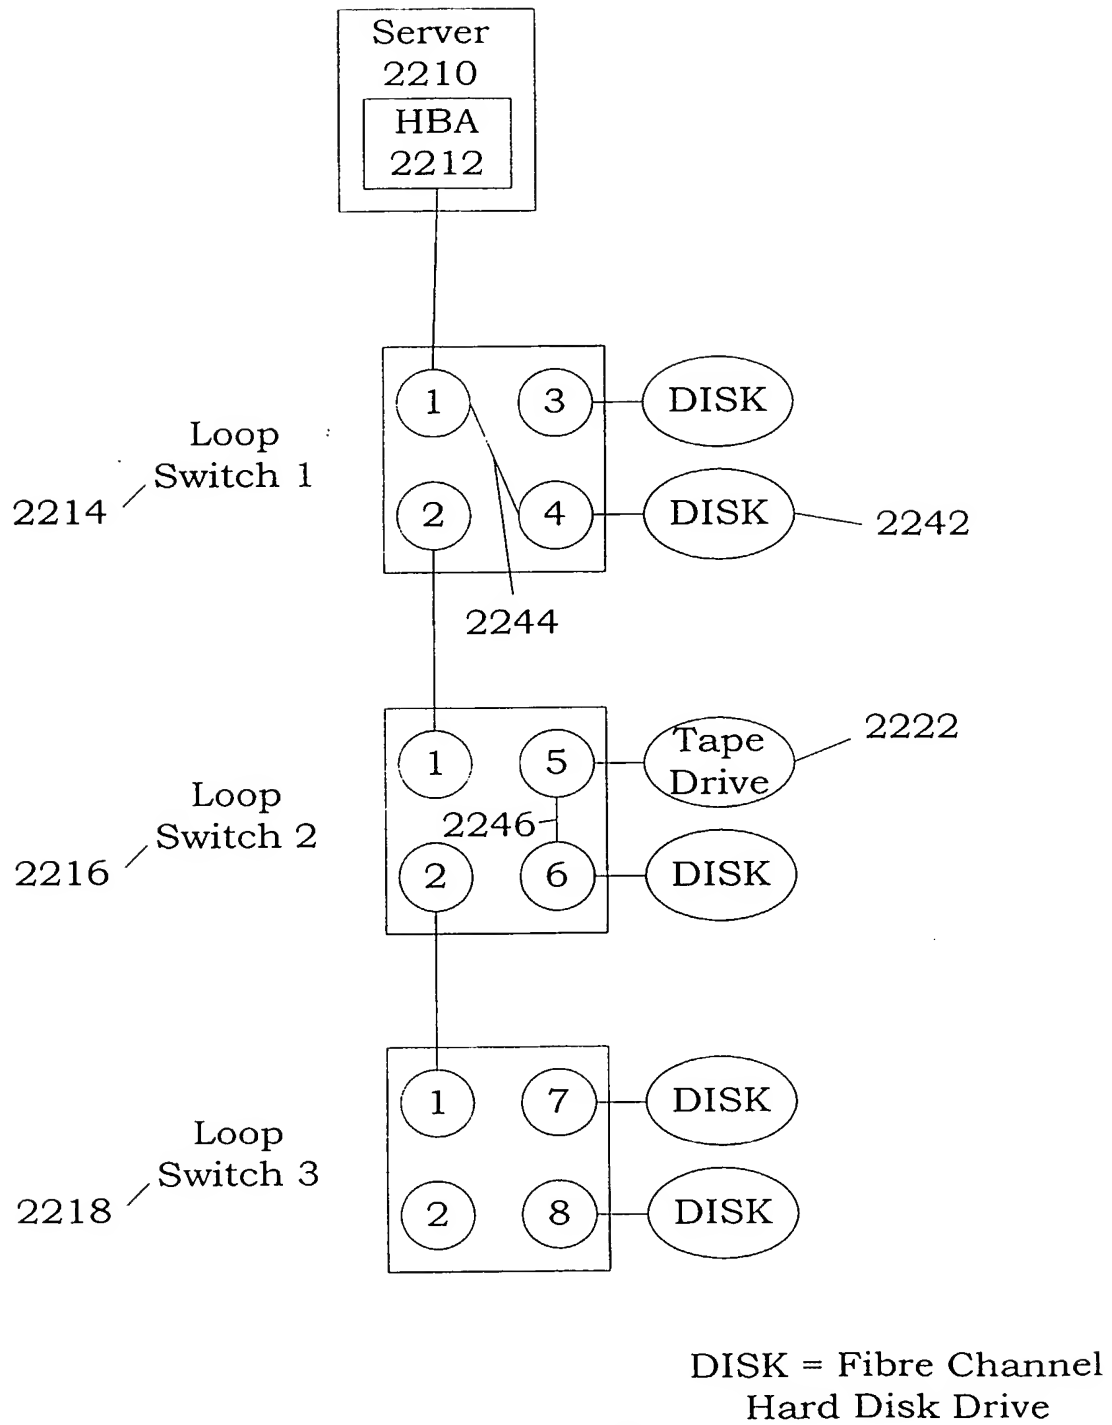 Server
2210
HBA
2212
1
3
DISK
Loop
Switch 1
2214
2
4
DISK
2242
2244
1
5
Tape
Drive
2222
Loop
Switch 2
2246
2216
2
6
DISK
1
7
DISK
Loop
Switch 3
2218
2
8
DISK
DISK = Fibre Channel
Hard Disk Drive